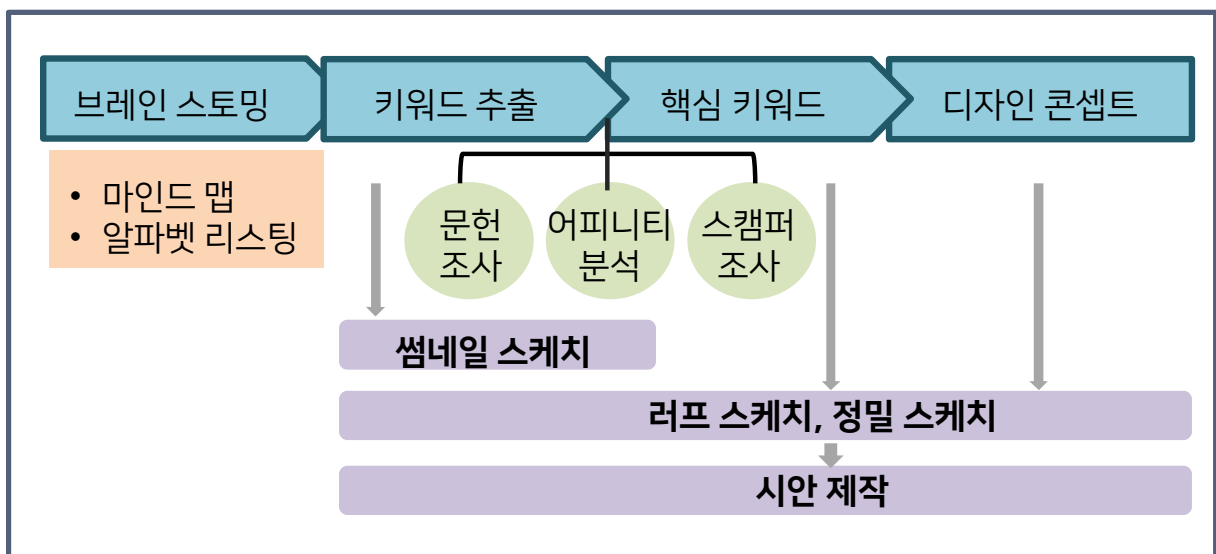 브레인 스토밍
키워드 추출
핵심 키워드
디자인 콘셉트
• 마인드 맵
• 알파벳 리스팅
문헌
조사
어피니티
분석
스캠퍼
조사
썸네일 스케치
러프 스케치, 정밀 스케치
시안 제작